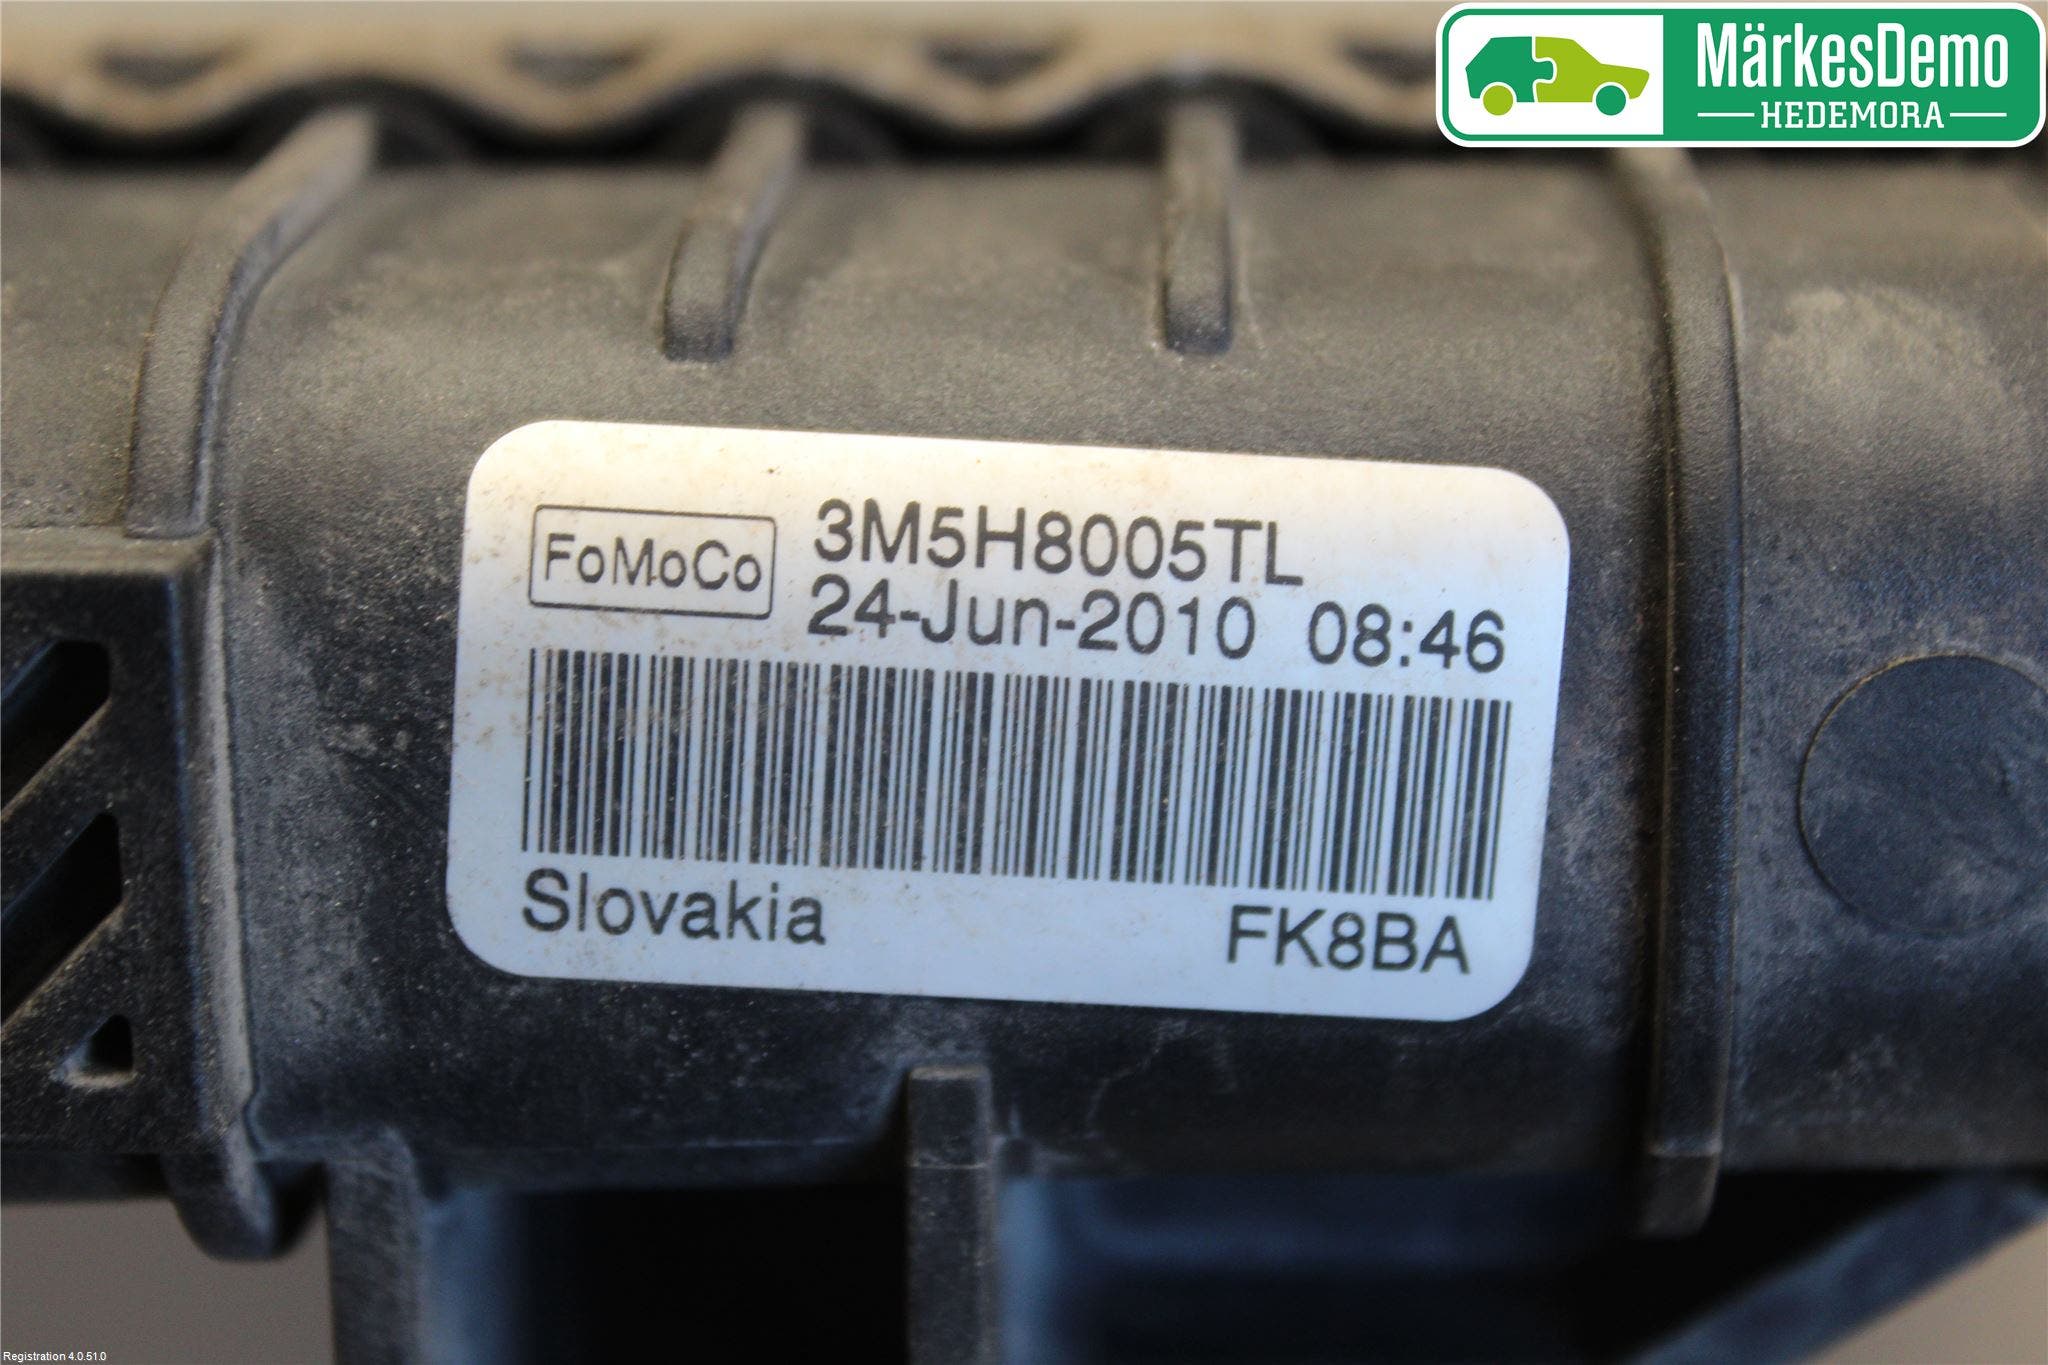 MärkesDemo
HEDEMORA
FoMoCo
3M5H8005TL
24-Jun-2010 08:46
Slovakia FK8BA
Registration 4.0.51.0